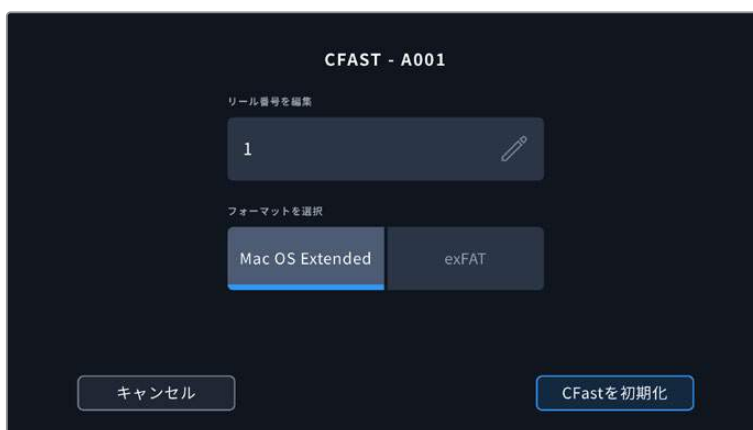 CFAST - A001
リール番号を編集
1
フォーマットを選択
Mac OS Extended
exFAT
キャンセル
CFastを初期化